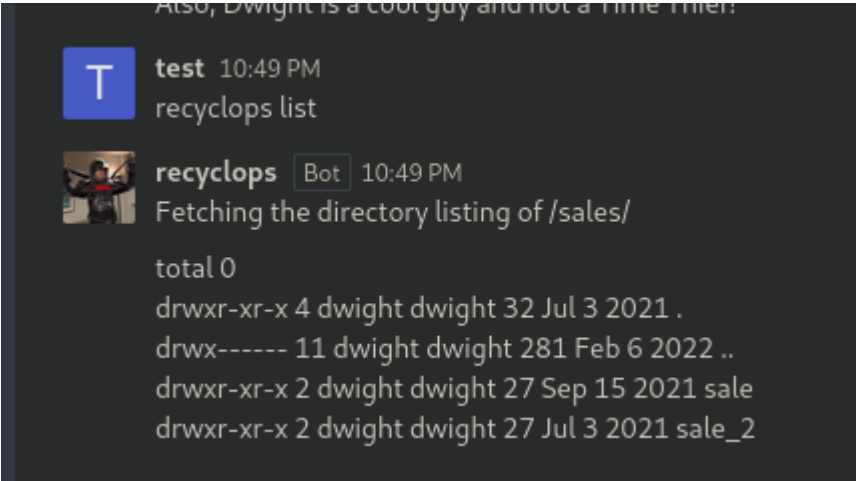 Also, Dwight is a cool guy and not a Time Thief!
T
test 10:49 PM
recyclops list
recyclops Bot 10:49 PM
Fetching the directory listing of /sales/
total 0
drwxr-xr-x 4 dwight dwight 32 Jul 3 2021 .
drwx------ 11 dwight dwight 281 Feb 6 2022 ..
drwxr-xr-x 2 dwight dwight 27 Sep 15 2021 sale
drwxr-xr-x 2 dwight dwight 27 Jul 3 2021 sale_2